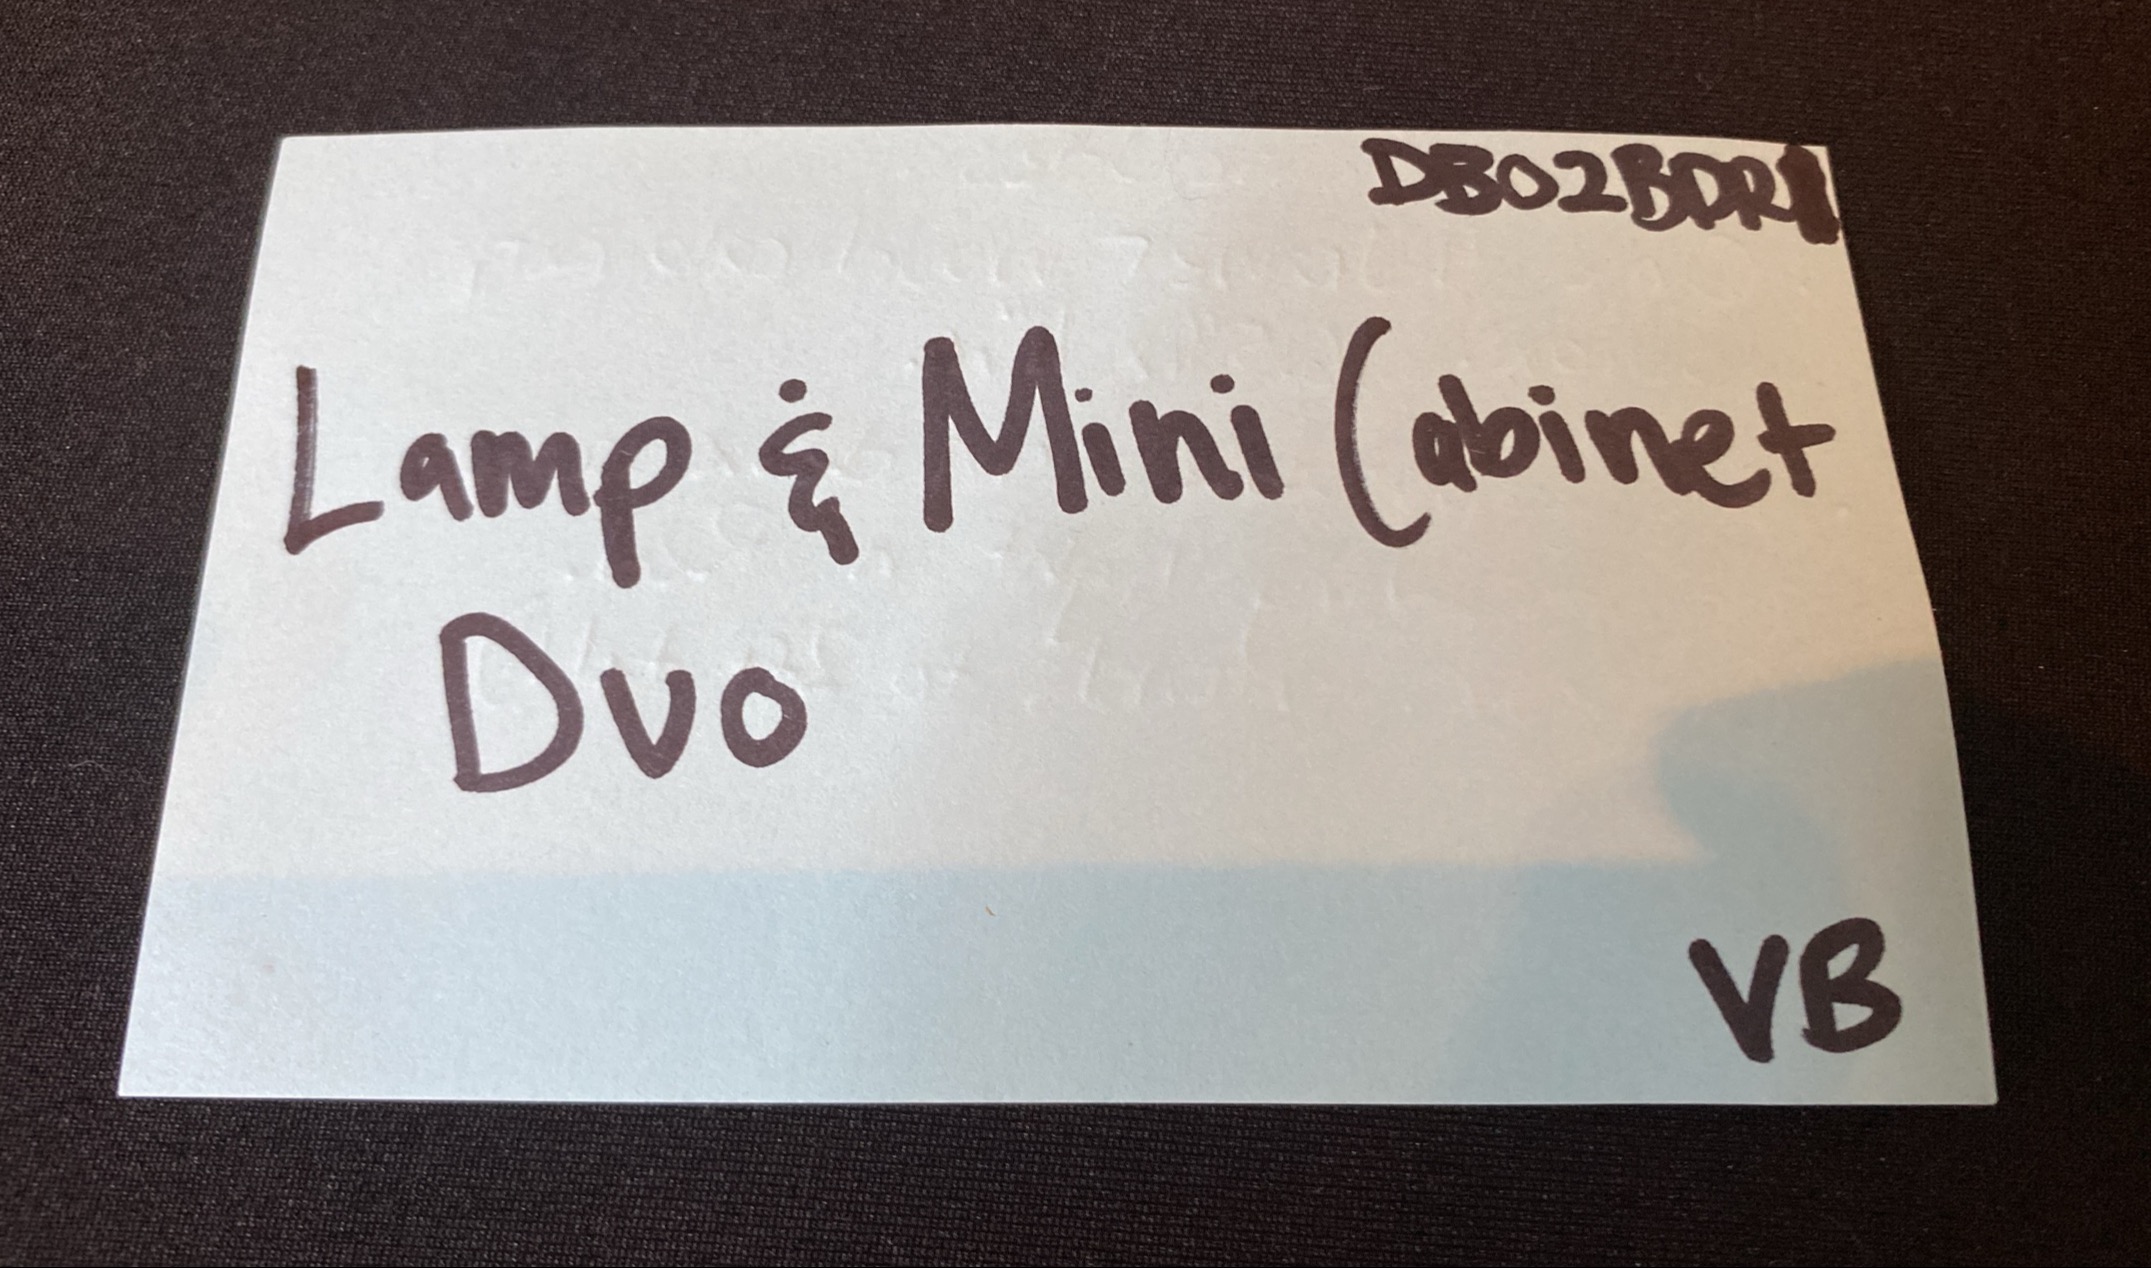 DB02BDR1
Lamp & Mini Cabinet
Duo
VB